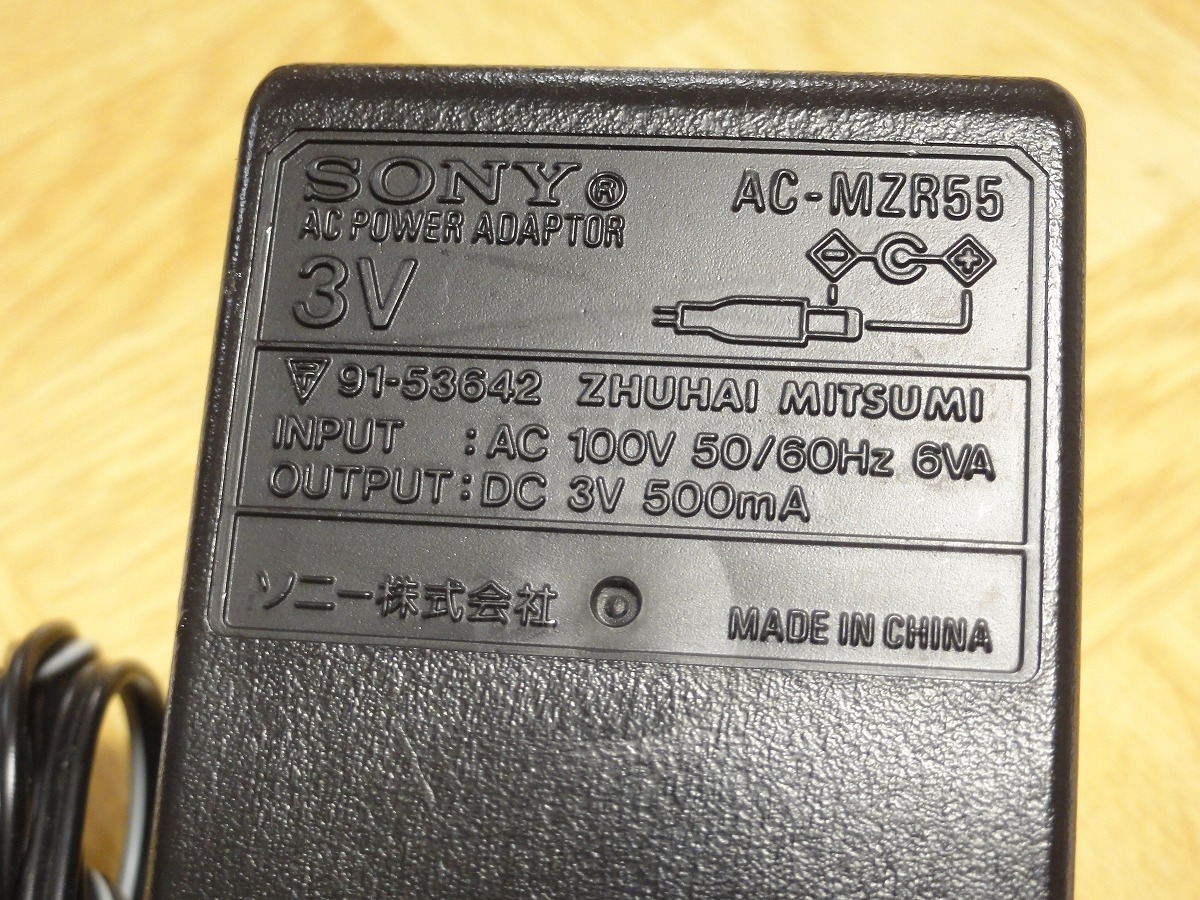 SONY®
AC POWER ADAPTOR
3V
AC-MZR55
91-53642 ZHUHAI MITSUMI
INPUT : AC 100V 50/60Hz 6VA
OUTPUT : DC 3V 500mA
ソニー株式会社
MADE IN CHINA